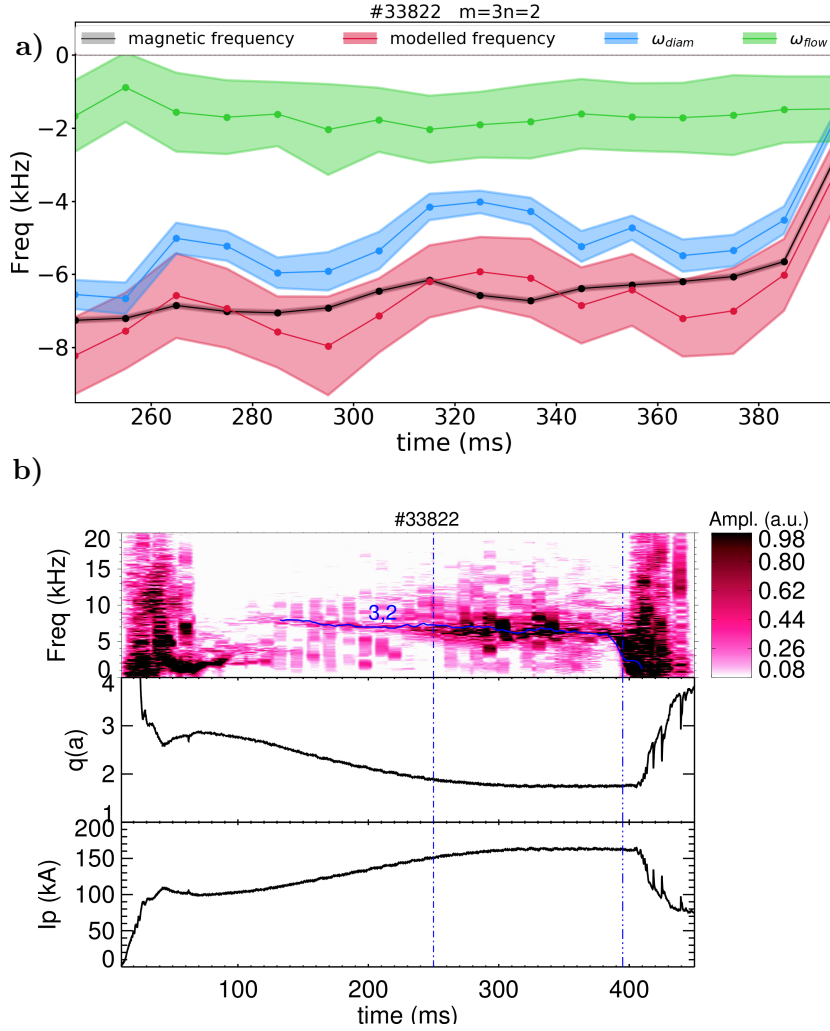 #33822 m=3n=2
a)
magnetic frequency modelled frequency ω_diam ω_flow
0
−2
−4
−6
−8
Freq (kHz)
260 280 300 320 340 360 380
time (ms)
b)
#33822
Ampl. (a.u.)
20
15
10
5
0
Freq (kHz)
3,2
0.98
0.82
0.60
0.44
0.26
0.08
4
3
2
1
q(a)
200
150
100
50
0
Ip (kA)
100 200 300 400
time (ms)